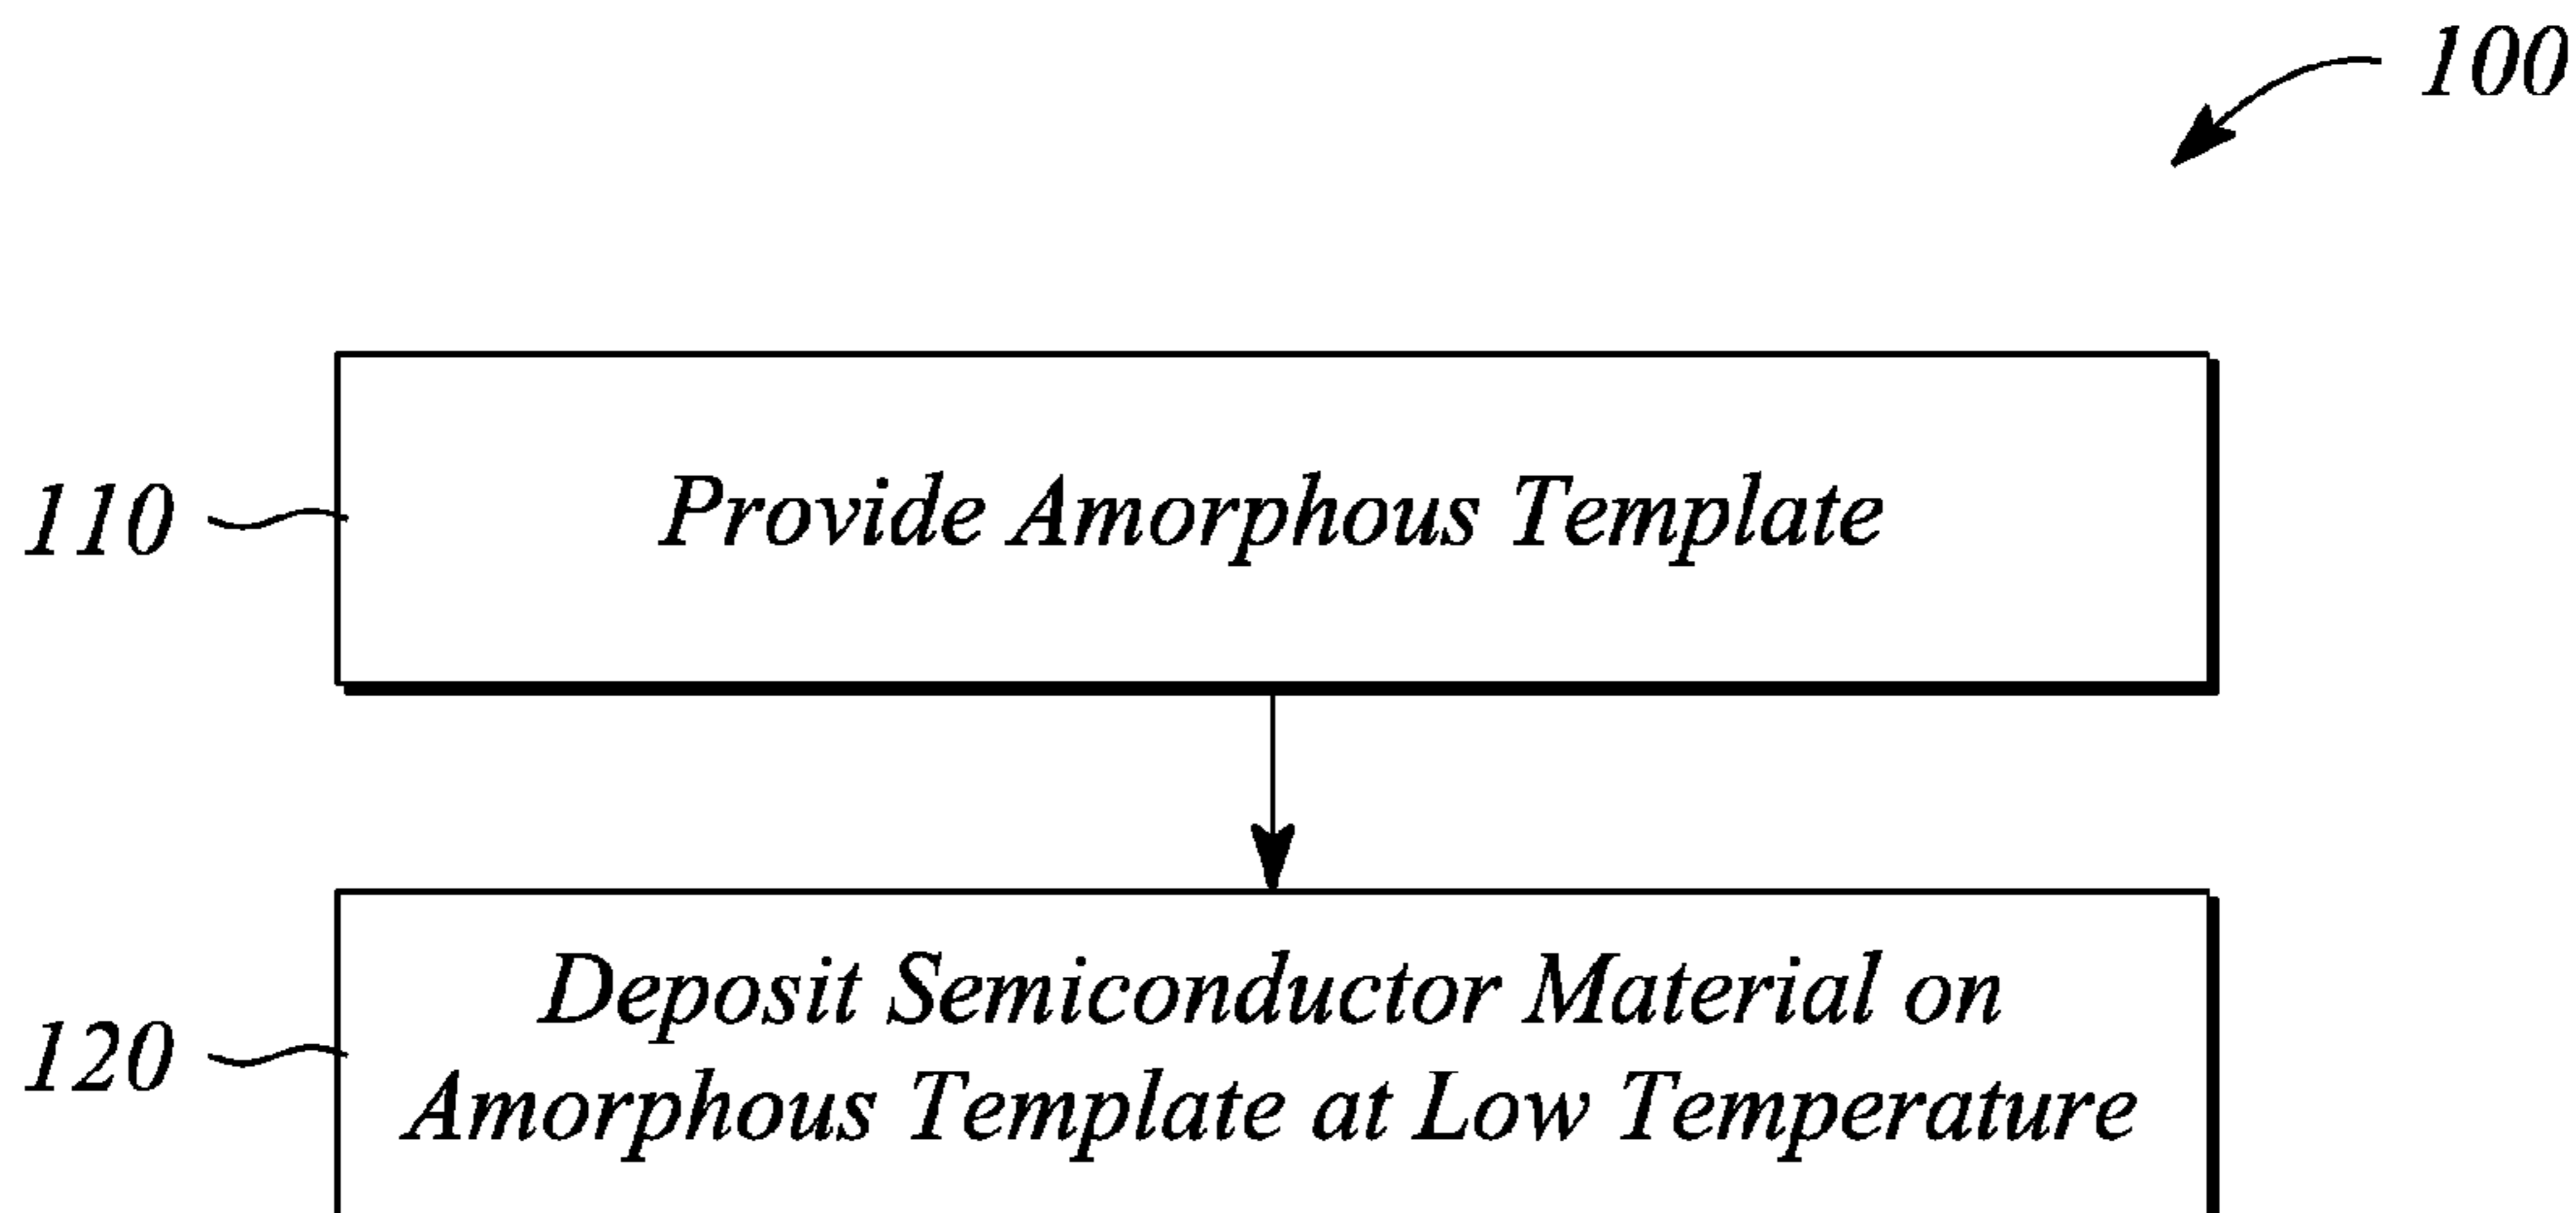 100
110
Provide Amorphous Template
120
Deposit Semiconductor Material on
Amorphous Template at Low Temperature